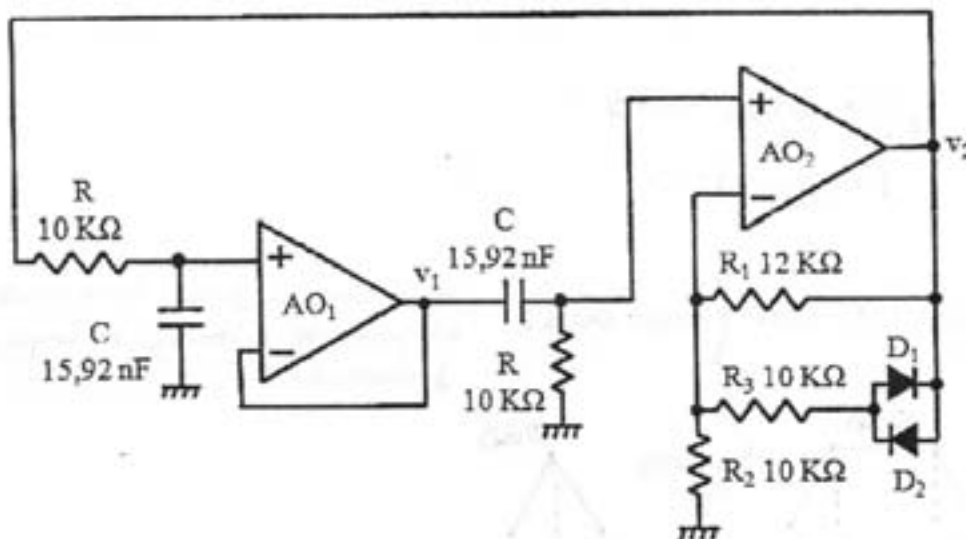 +
AO₂
v₂
−
R
10 KΩ
C
15,92 nF
+
AO₁
−
v₁
C
15,92 nF
R
10 KΩ
R₁ 12 KΩ
R₃ 10 KΩ
D₁
D₂
R₂ 10 KΩ